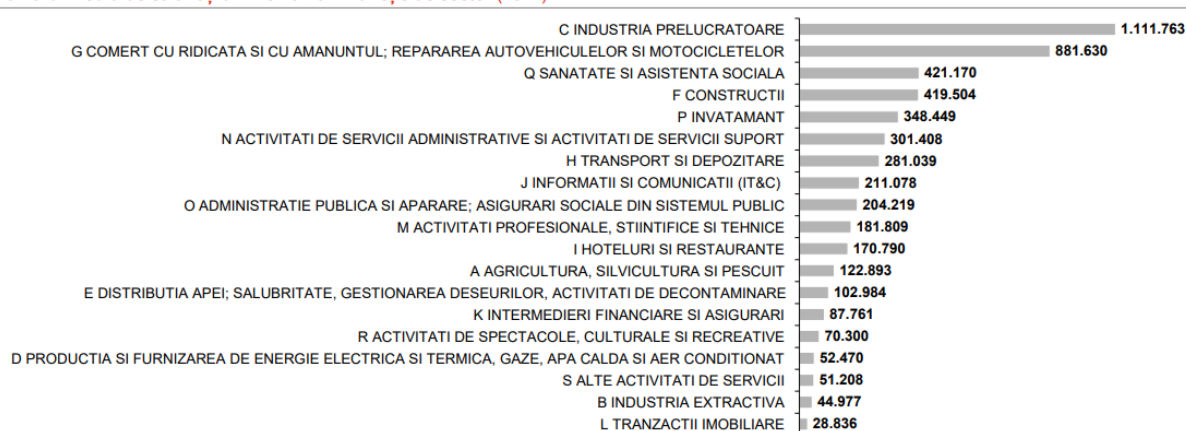 C INDUSTRIA PRELUCRATOARE 1.111.763
G COMERT CU RIDICATA SI CU AMANUNTUL; REPARAREA AUTOVEHICULELOR SI MOTOCICLETELOR 881.630
Q SANATATE SI ASISTENTA SOCIALA 421.170
F CONSTRUCTII 419.504
P INVATAMANT 348.449
N ACTIVITATI DE SERVICII ADMINISTRATIVE SI ACTIVITATI DE SERVICII SUPORT 301.408
H TRANSPORT SI DEPOZITARE 281.039
J INFORMATII SI COMUNICATII (IT&C) 211.078
O ADMINISTRATIE PUBLICA SI APARARE; ASIGURARI SOCIALE DIN SISTEMUL PUBLIC 204.219
M ACTIVITATI PROFESIONALE, STIINTIFICE SI TEHNICE 181.809
I HOTELURI SI RESTAURANTE 170.790
A AGRICULTURA, SILVICULTURA SI PESCUIT 122.893
E DISTRIBUTIA APEI; SALUBRITATE, GESTIONAREA DESEURILOR, ACTIVITATI DE DECONTAMINARE 102.984
K INTERMEDIERI FINANCIARE SI ASIGURARI 87.761
R ACTIVITATI DE SPECTACOLE, CULTURALE SI RECREATIVE 70.300
D PRODUCTIA SI FURNIZAREA DE ENERGIE ELECTRICA SI TERMICA, GAZE, APA CALDA SI AER CONDITIONAT 52.470
S ALTE ACTIVITATI DE SERVICII 51.208
B INDUSTRIA EXTRACTIVA 44.977
L TRANZACTII IMOBILIARE 28.836